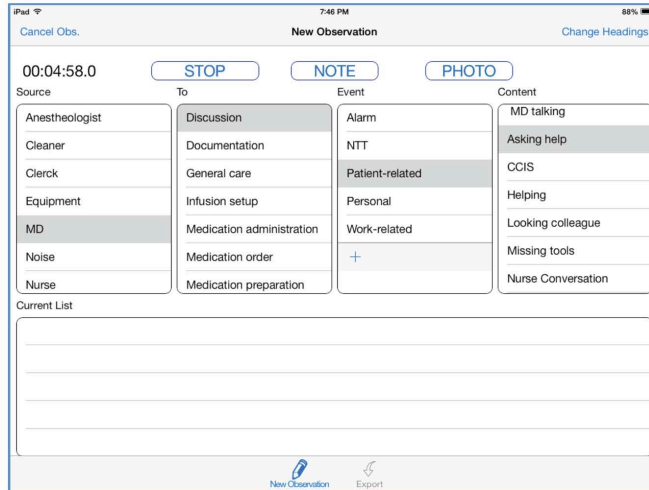 iPad 7:46 PM 88%
Cancel Obs. New Observation Change Headings
00:04:58.0 STOP NOTE PHOTO
Source To Event Content
Anestheologist Discussion Alarm MD talking
Cleaner Documentation NTT Asking help
Clerck General care Patient-related CCIS
Equipment Infusion setup Personal Helping
MD Medication administration Work-related Looking colleague
Noise Medication order + Missing tools
Nurse Medication preparation Nurse Conversation
Current List
New Observation Export